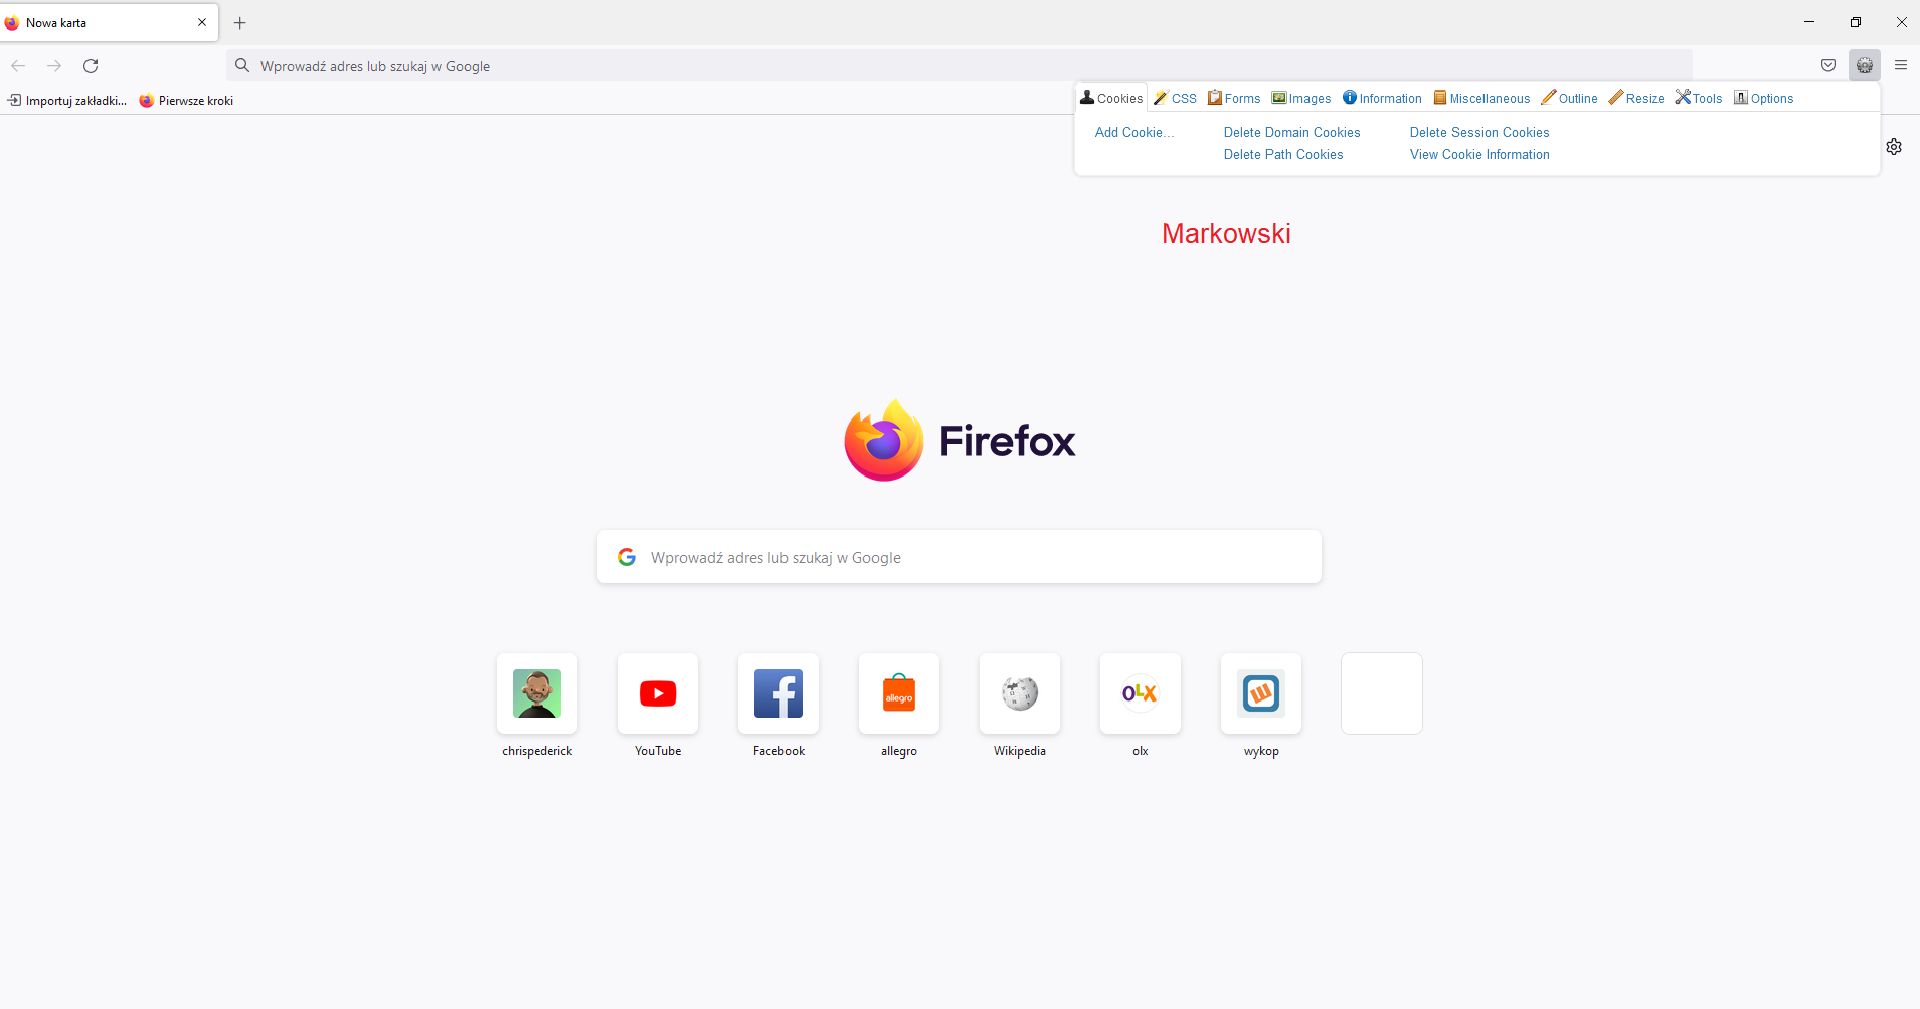 Nowa karta
Wprowadź adres lub szukaj w Google
Importuj zakładki... Pierwsze kroki
Cookies CSS Forms Images Information Miscellaneous Outline Resize Tools Options
Add Cookie... Delete Domain Cookies Delete Session Cookies
Delete Path Cookies View Cookie Information
Markowski
Firefox
Wprowadź adres lub szukaj w Google
allegro OLX
chrispederick YouTube Facebook allegro Wikipedia olx wykop